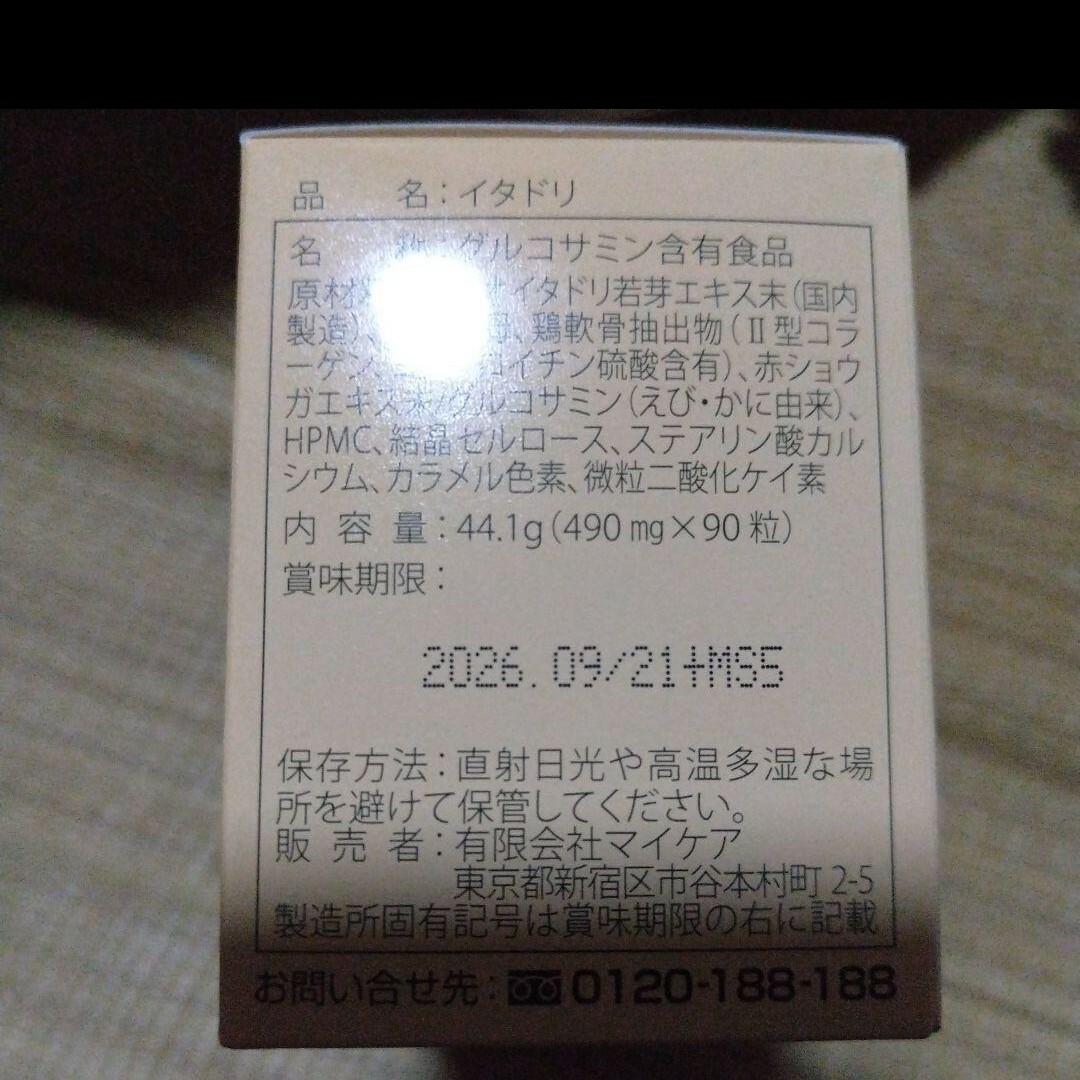 品 名：イタドリ
名 称：グルコサミン含有食品
原材 イタドリ若芽エキス末（国内
製造）、 、鶏軟骨抽出物（Ⅱ型コラ
ーゲン コイチン硫酸含有）、赤ショウ
ガエキス末/グルコサミン（えび・かに由来）、
HPMC、結晶セルロース、ステアリン酸カル
シウム、カラメル色素、微粒二酸化ケイ素
内容量：44.1g（490㎎×90粒）
賞味期限：
2026.09/21+MS5
保存方法：直射日光や高温多湿な場
所を避けて保管してください。
販売者：有限会社マイケア
東京都新宿区市谷本村町 2-5
製造所固有記号は賞味期限の右に記載
お問い合せ先：0120-188-188